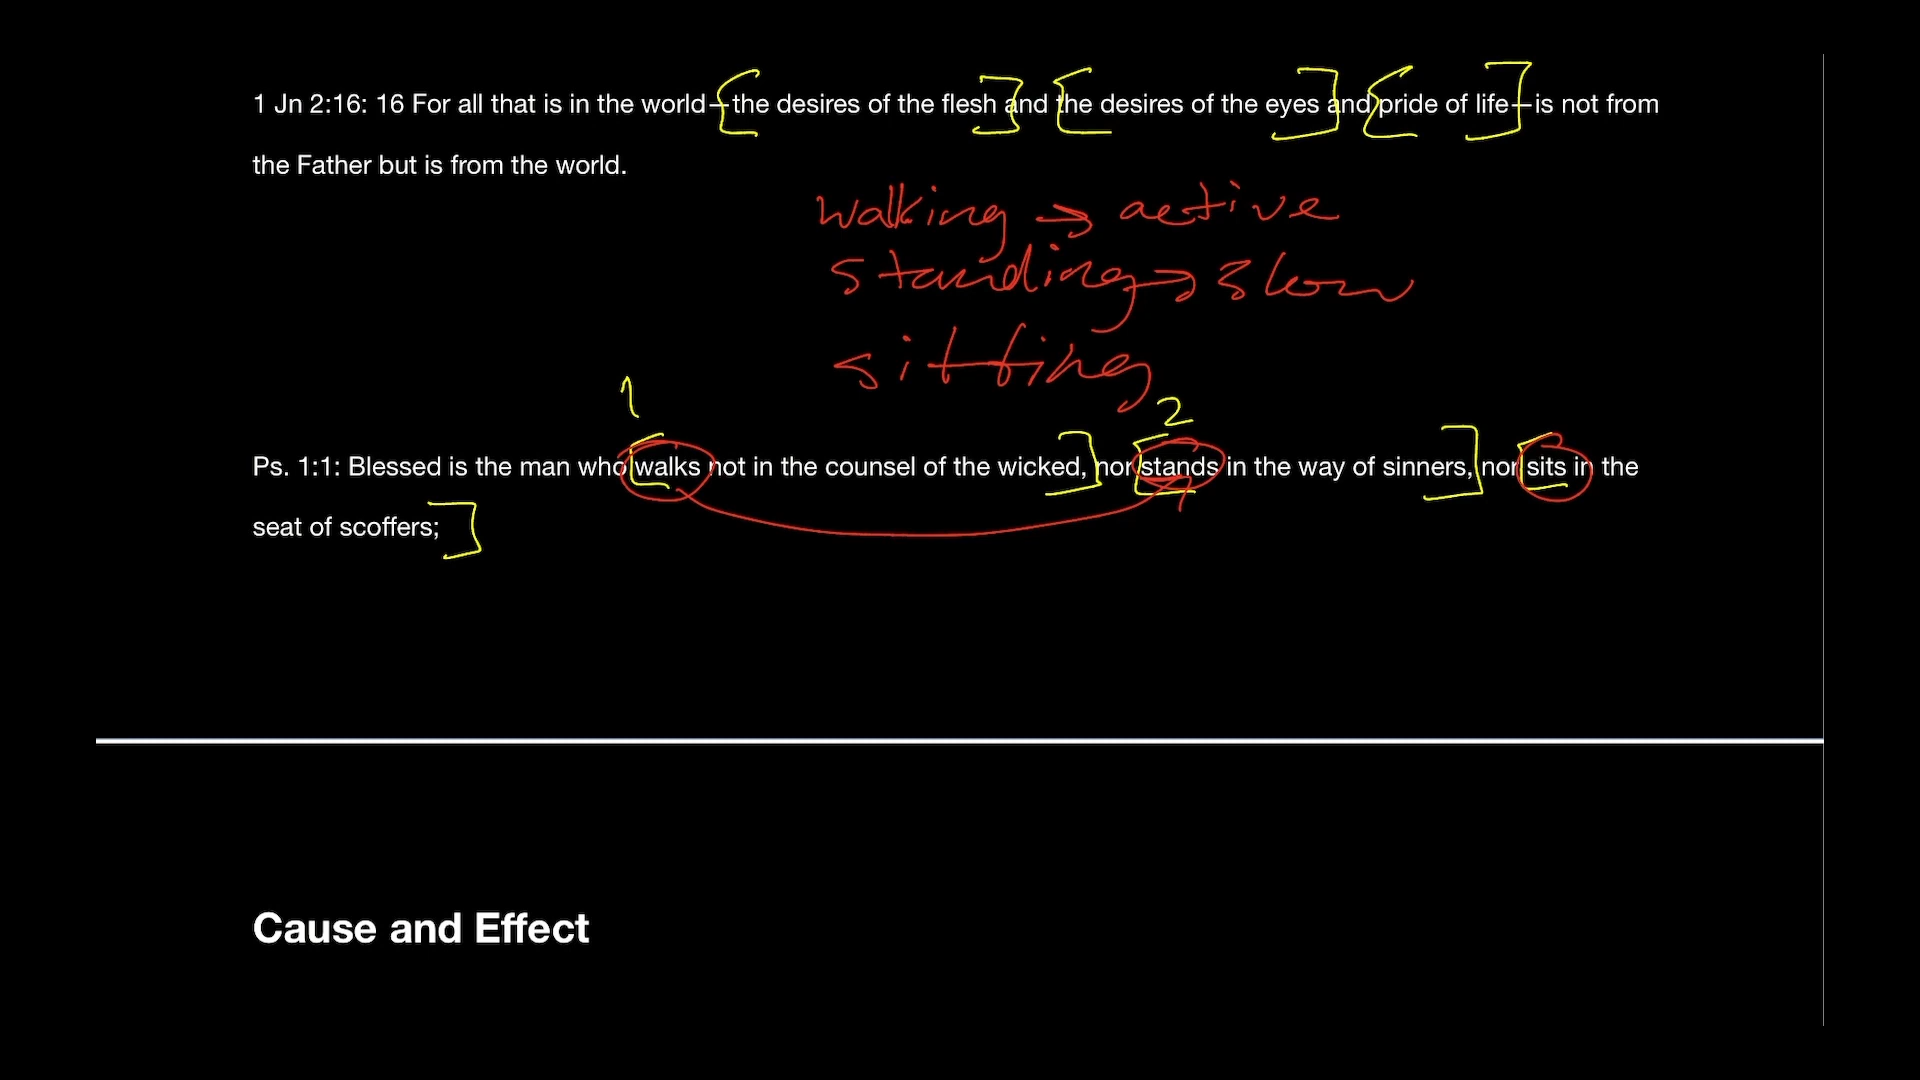 1 Jn 2:16: 16 For all that is in the world—the desires of the flesh and the desires of the eyes and pride of life—is not from
the Father but is from the world.
walking → active
standing → slow
sitting
1
2
Ps. 1:1: Blessed is the man who walks not in the counsel of the wicked, nor stands in the way of sinners, nor sits in the
seat of scoffers;
Cause and Effect